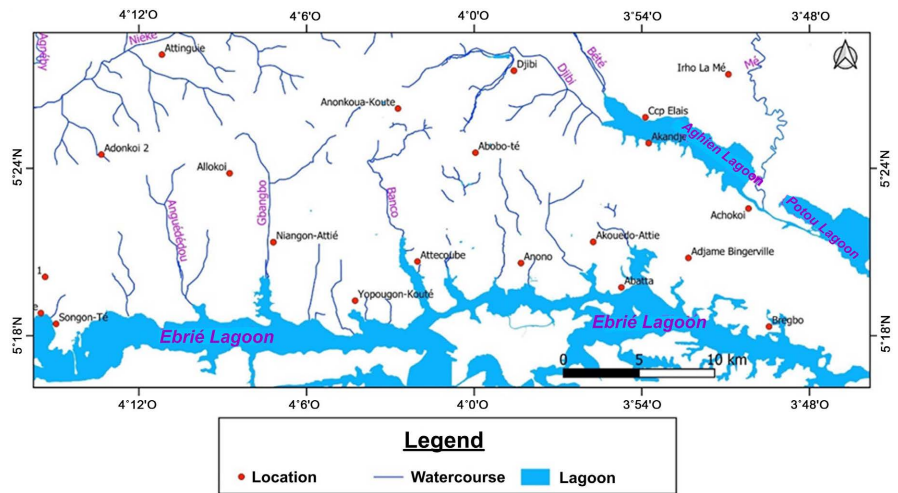 4°12'O 4°6'O 4°0'O 3°54'O 3°48'O
Agnéby
Nieke
Attinguie
Djibi
Djibi
Bété
Irho La Mé
Mé
Anonkoua-Koute
Ccp Elais
Akandje
Aghien Lagoon
Adonkoi 2
Abobo-té
5°24'N
5°24'N
Allokoi
Anguédédou
Gbangbo
Banco
Achokoi
Potou Lagoon
Niangon-Attié
Akouedo-Attie
Attecoube
Anono
Adjame Bingerville
1
Abatta
Yopougon-Kouté
Songon-Té
Bregbo
5°18'N
Ebrié Lagoon
Ebrié Lagoon
5°18'N
0 5 10 km
4°12'O 4°6'O 4°0'O 3°54'O 3°48'O
Legend
Location Watercourse Lagoon